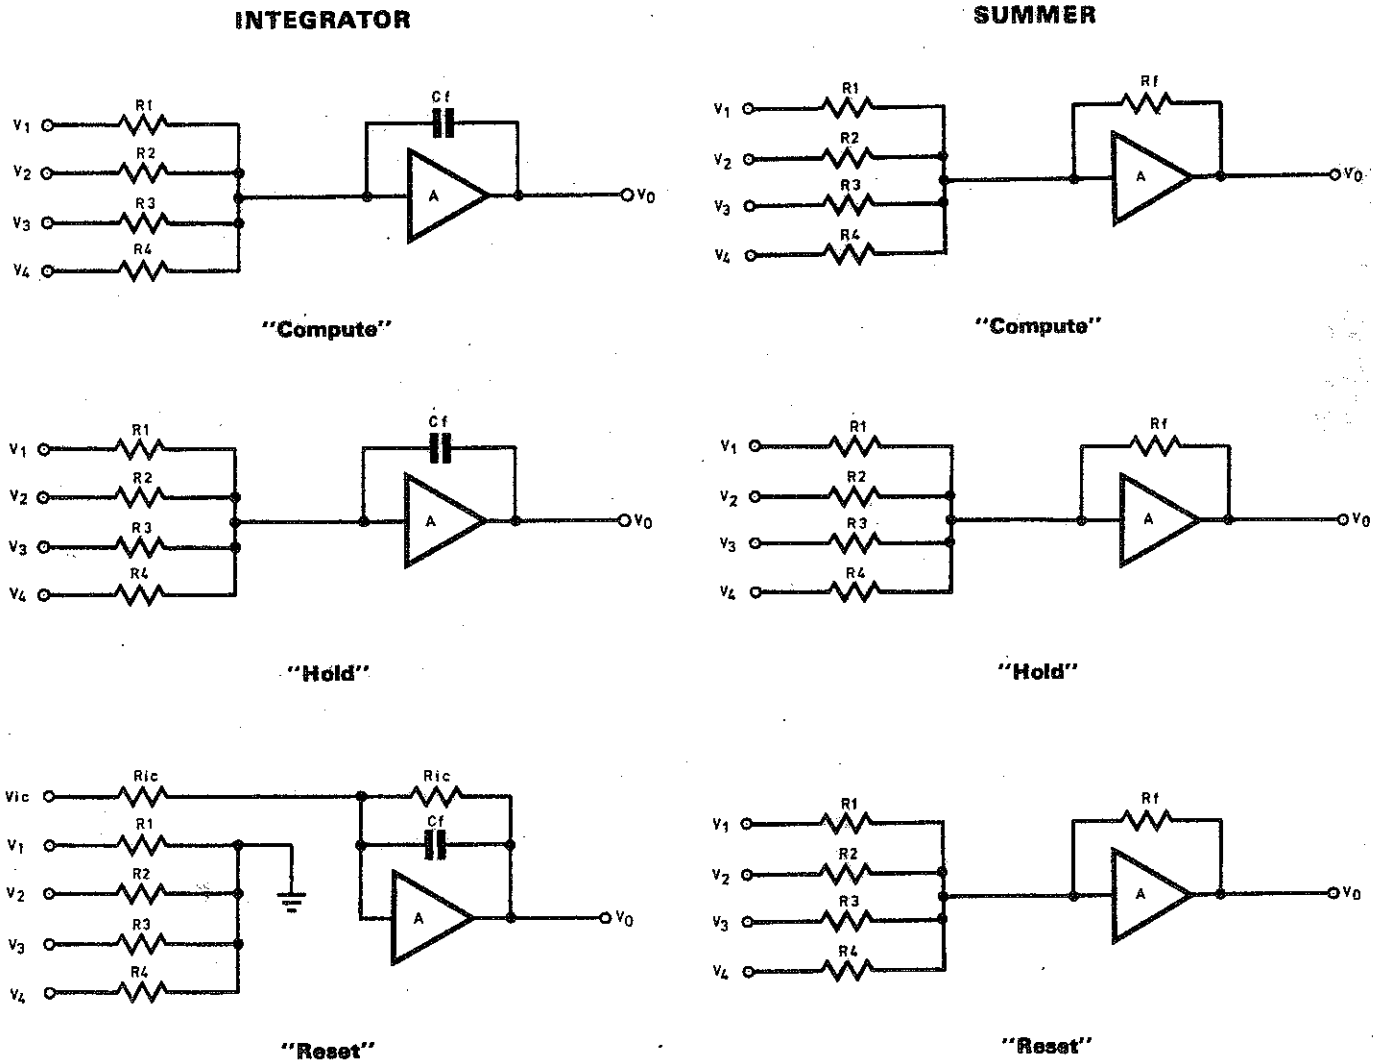 INTEGRATOR
SUMMER
R1
V1
R2
V2
R3
V3
R4
V4
Cf
A
V0
"Compute"
R1
V1
R2
V2
R3
V3
R4
V4
Rf
A
V0
"Compute"
R1
V1
R2
V2
R3
V3
R4
V4
Cf
A
V0
"Hold"
R1
V1
R2
V2
R3
V3
R4
V4
Rf
A
V0
"Hold"
Ric
Vic
R1
V1
R2
V2
R3
V3
R4
V4
Ric
Cf
A
V0
"Reset"
R1
V1
R2
V2
R3
V3
R4
V4
Rf
A
V0
"Reset"